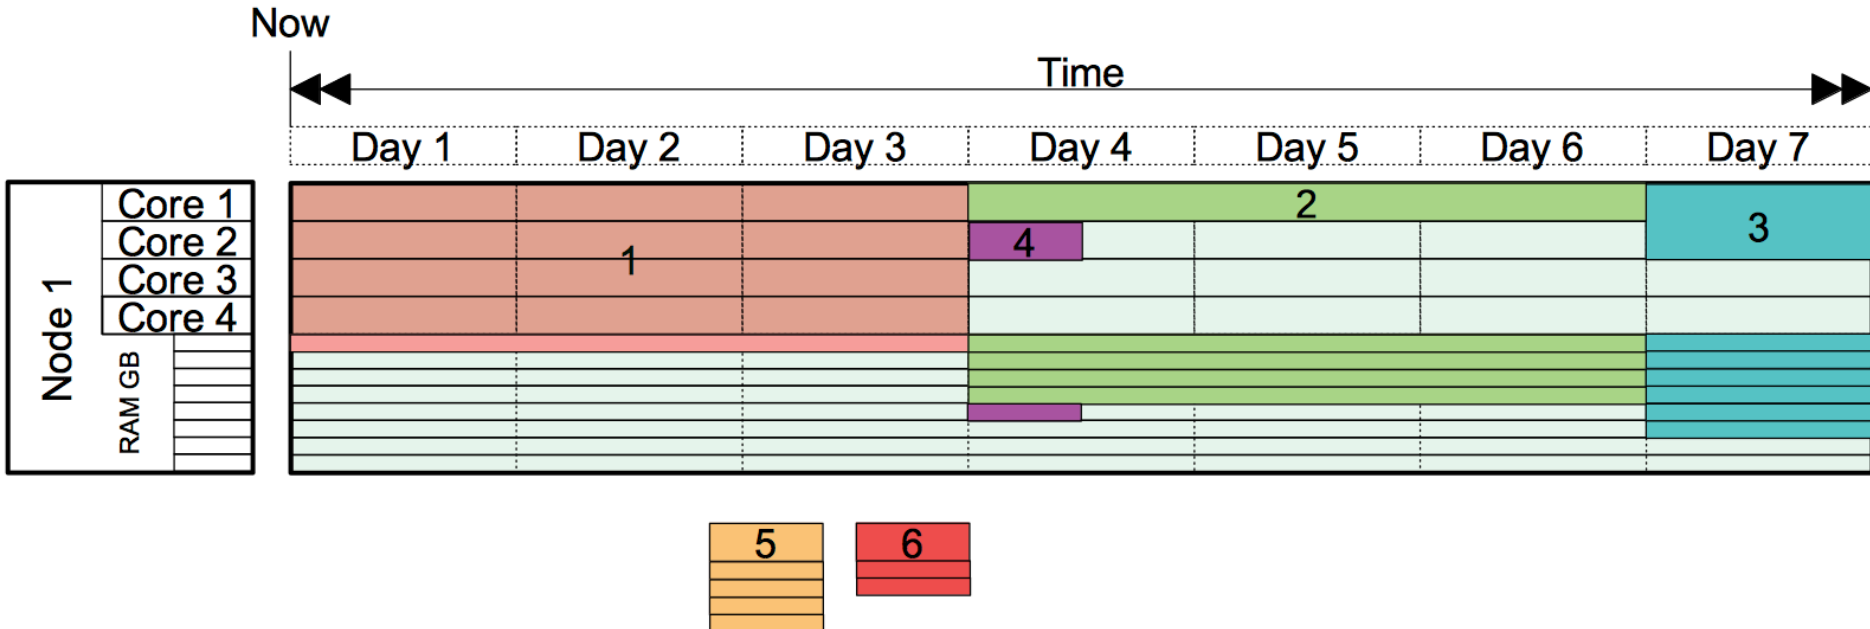 Now
Time
Day 1 Day 2 Day 3 Day 4 Day 5 Day 6 Day 7
Node 1
Core 1
Core 2
Core 3
Core 4
RAM GB
1
2
3
4
5
6